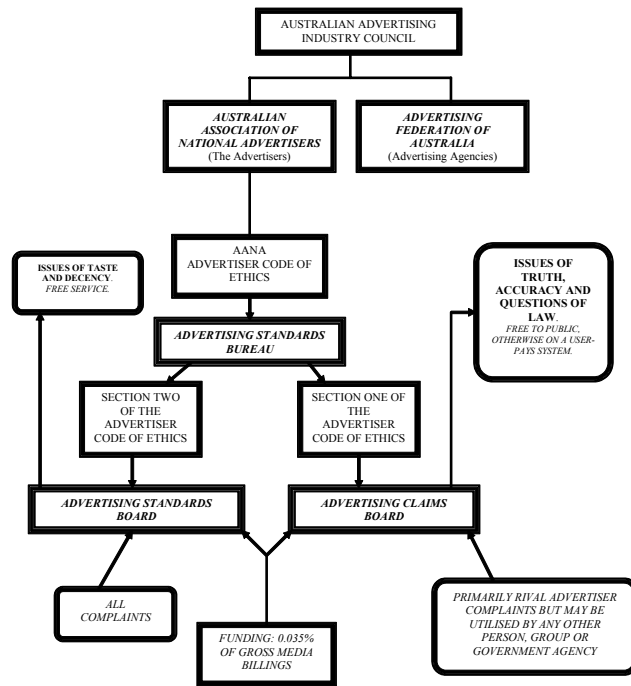 AUSTRALIAN ADVERTISING
INDUSTRY COUNCIL
AUSTRALIAN
ASSOCIATION OF
NATIONAL ADVERTISERS
(The Advertisers)
ADVERTISING
FEDERATION OF
AUSTRALIA
(Advertising Agencies)
AANA
ADVERTISER CODE OF
ETHICS
ISSUES OF TASTE
AND DECENCY.
FREE SERVICE.
ISSUES OF
TRUTH,
ACCURACY AND
QUESTIONS OF
LAW.
FREE TO PUBLIC,
OTHERWISE ON A USER-
PAYS SYSTEM.
ADVERTISING STANDARDS
BUREAU
SECTION TWO
OF THE
ADVERTISER
CODE OF ETHICS
SECTION ONE OF
THE
ADVERTISER
CODE OF ETHICS
ADVERTISING STANDARDS
BOARD
ADVERTISING CLAIMS
BOARD
ALL
COMPLAINTS
FUNDING: 0.035%
OF GROSS MEDIA
BILLINGS
PRIMARILY RIVAL ADVERTISER
COMPLAINTS BUT MAY BE
UTILISED BY ANY OTHER
PERSON, GROUP OR
GOVERNMENT AGENCY